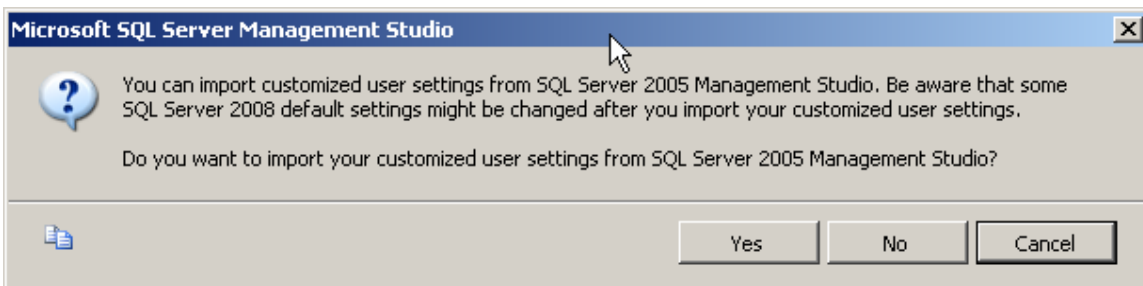 Microsoft SQL Server Management Studio
You can import customized user settings from SQL Server 2005 Management Studio. Be aware that some
SQL Server 2008 default settings might be changed after you import your customized user settings.
Do you want to import your customized user settings from SQL Server 2005 Management Studio?
Yes No Cancel